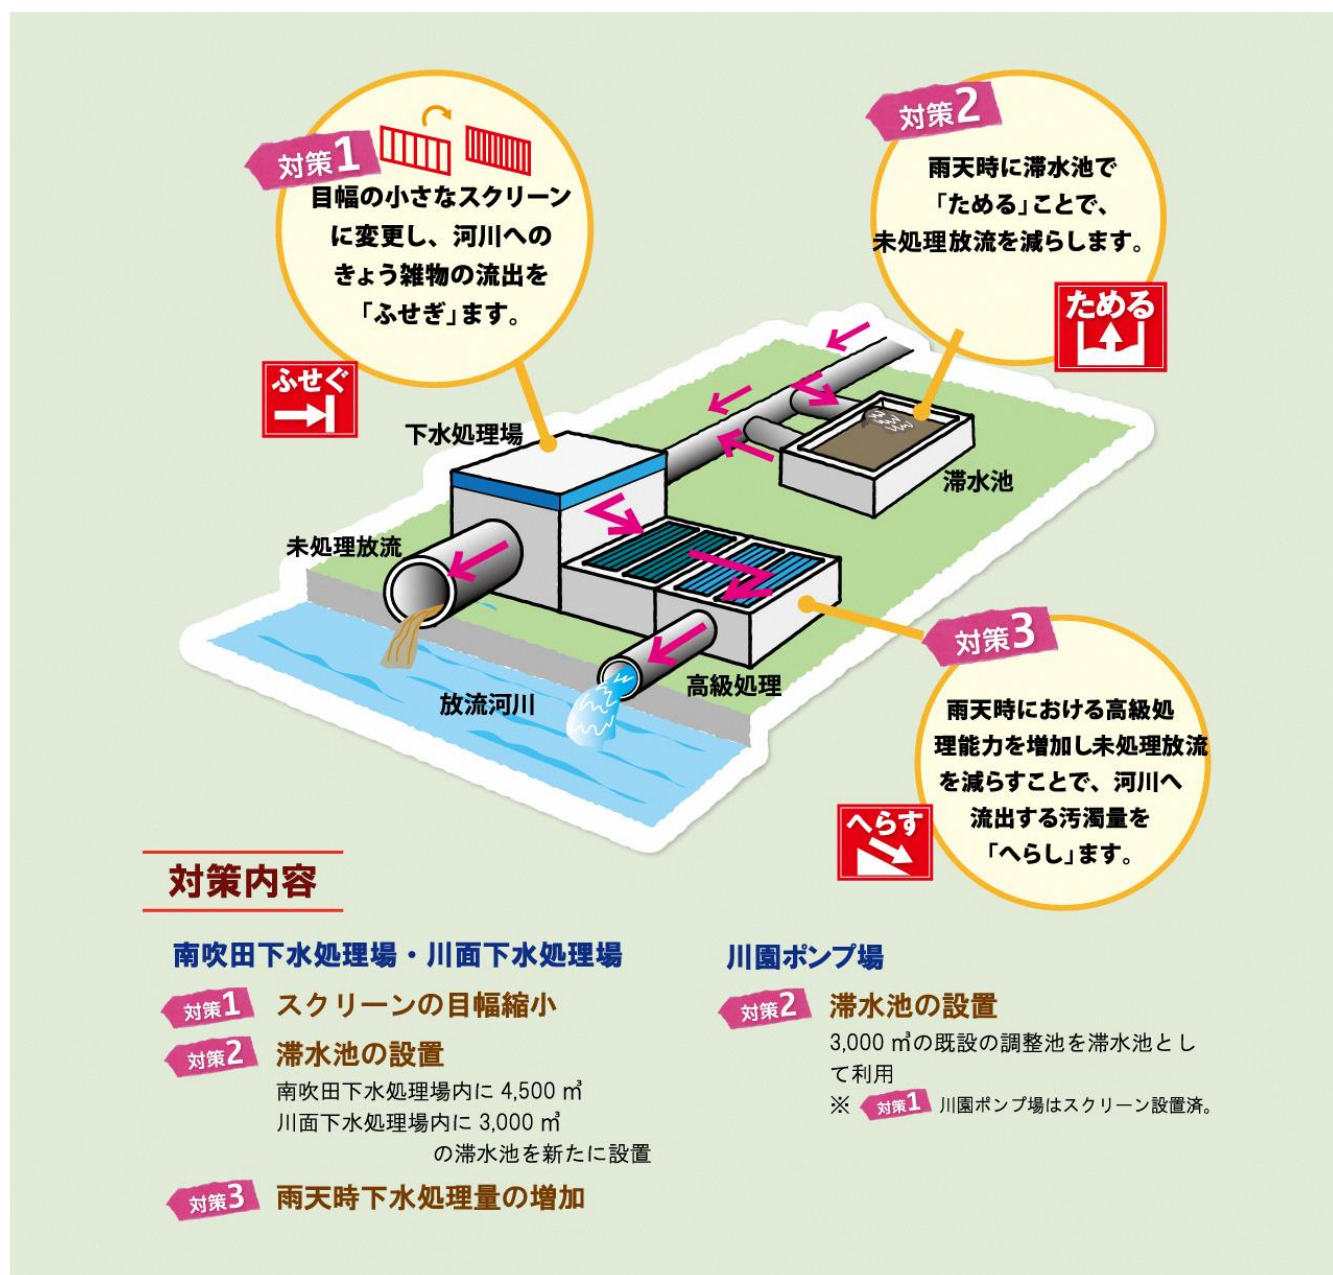 対策1
目幅の小さなスクリーン
に変更し、河川への
きょう雑物の流出を
「ふせぎ」ます。
ふせぐ
対策2
雨天時に滞水池で
「ためる」ことで、
未処理放流を減らします。
ためる
下水処理場
滞水池
未処理放流
高級処理
放流河川
対策3
雨天時における高級処
理能力を増加し未処理放流
を減らすことで、河川へ
流出する汚濁量を
「へらし」ます。
へらす
対策内容
南吹田下水処理場・川面下水処理場
対策1 スクリーンの目幅縮小
対策2 滞水池の設置
南吹田下水処理場内に 4,500 ㎥
川面下水処理場内に 3,000 ㎥
の滞水池を新たに設置
対策3 雨天時下水処理量の増加
川園ポンプ場
対策2 滞水池の設置
3,000 ㎥の既設の調整池を滞水池とし
て利用
※ 対策1 川園ポンプ場はスクリーン設置済。